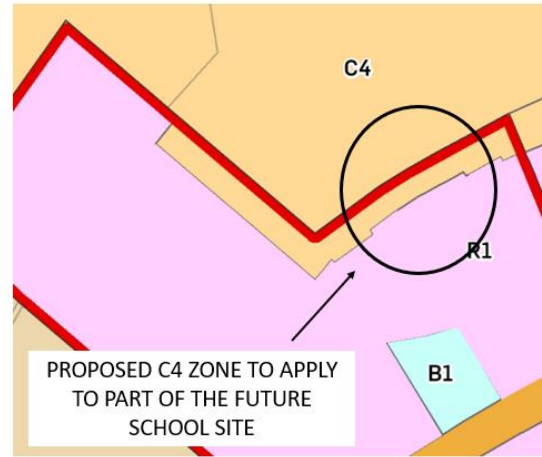 C4
R1
B1
PROPOSED C4 ZONE TO APPLY
TO PART OF THE FUTURE
SCHOOL SITE